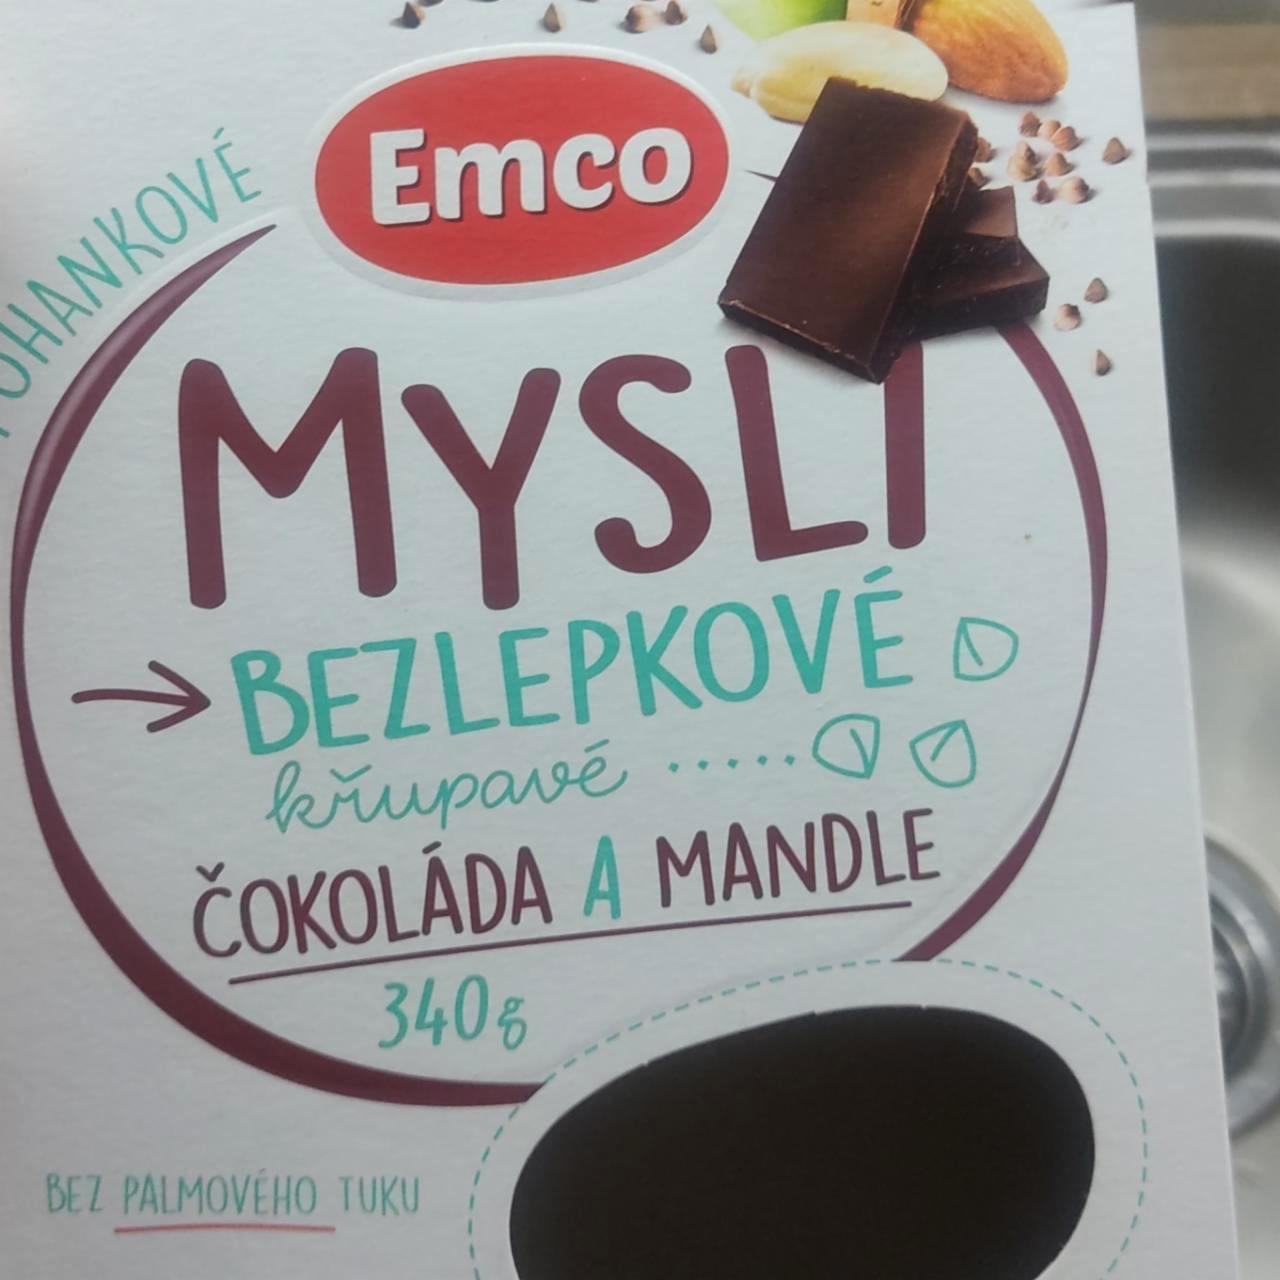 Emco
POHANKOVÉ
MYSLI
BEZLEPKOVÉ
křupavé
ČOKOLÁDA A MANDLE
340g
BEZ PALMOVÉHO TUKU